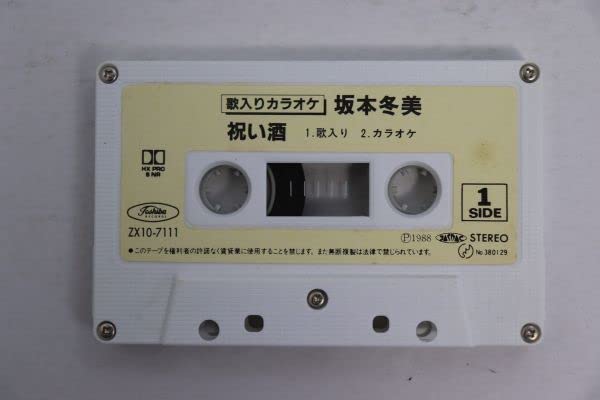 歌入りカラオケ 坂本冬美
祝い酒 1.歌入り 2.カラオケ
HX PRO
B NR
1
SIDE
Toshiba
RECORDS
ZX10-7111
Ⓟ1988 STEREO
●このテープを権利者の許諾なく賃貸業に使用することを禁じます。また無断複製は法律で禁じられています。
No 380129